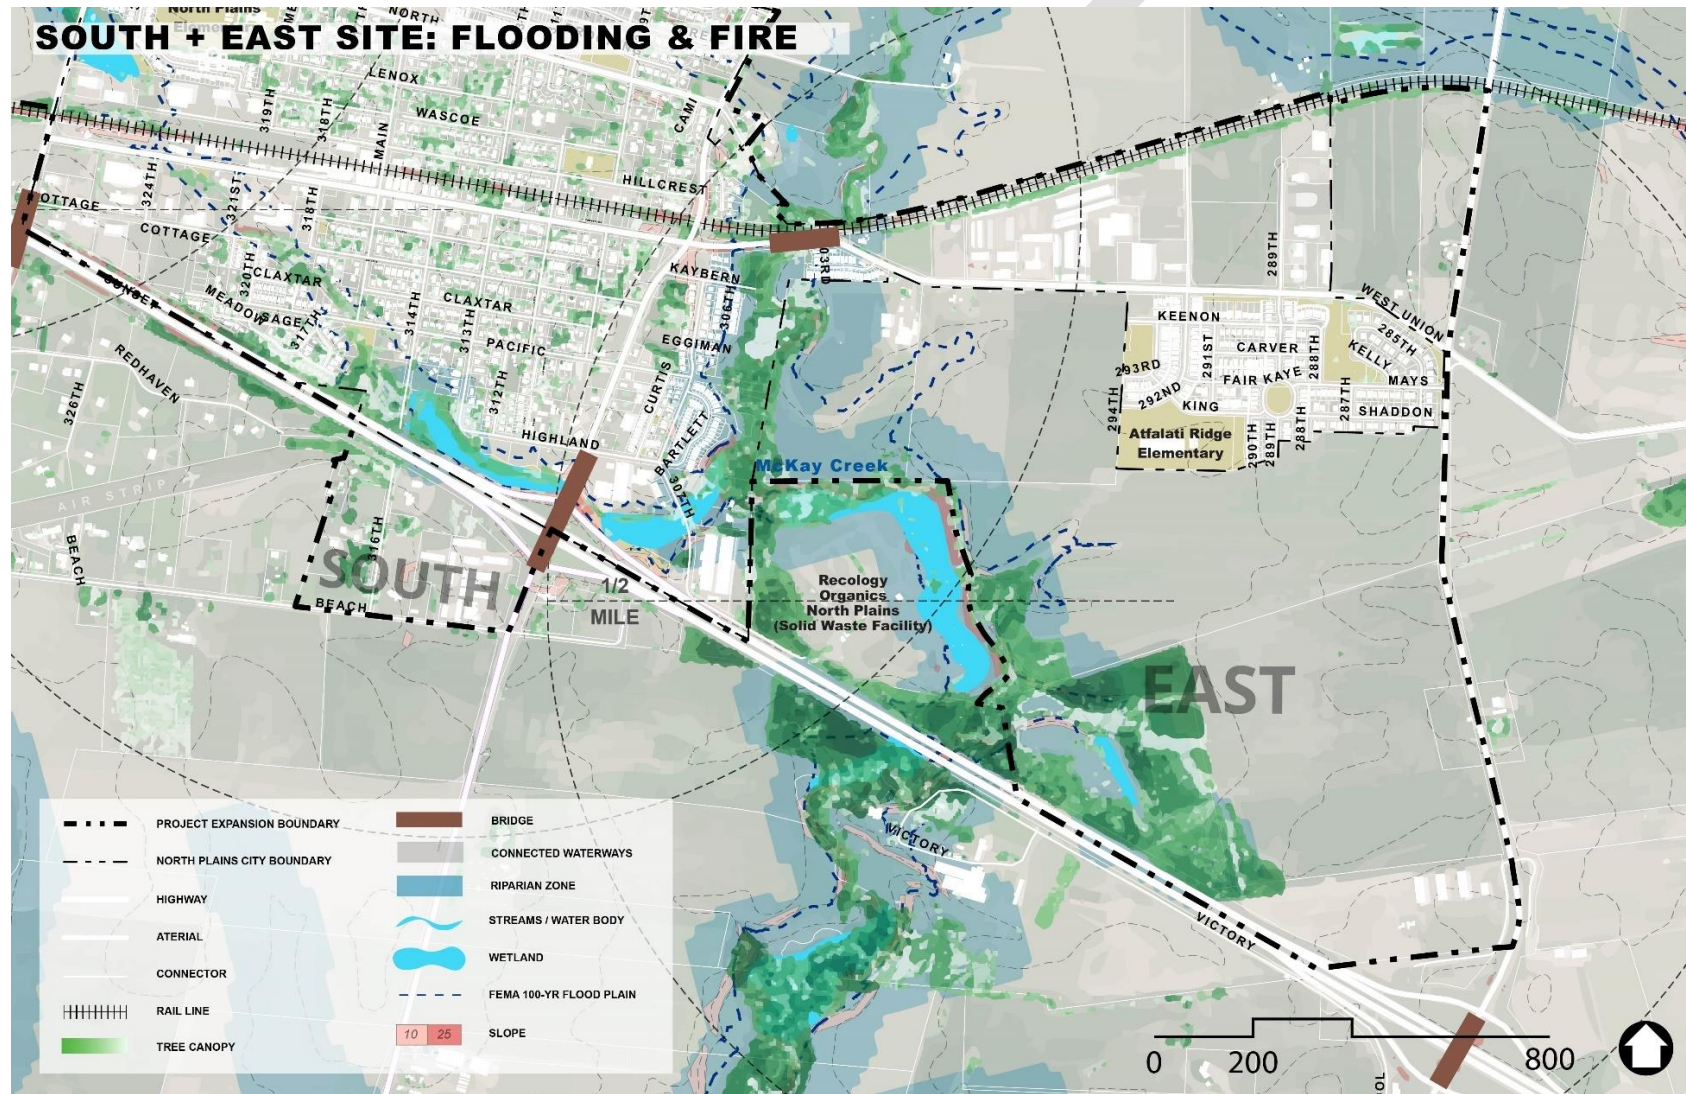 North Plains
Elementary
SOUTH + EAST SITE: FLOODING & FIRE
NORTH
LENOX
WASCOE
319TH
318TH
MAIN
CAMI
HILLCREST
324TH
321ST
318TH
OTTAGE
COTTAGE
320TH
CLAXTAR
SUNSET
MEADOW
SAGE
317TH
314TH
CLAXTAR
313TH
PACIFIC
312TH
KAYBERN
306TH
EGGIMAN
03RD
CURTIS
BARTLETT
307TH
HIGHLAND
REDHAVEN
326TH
AIR STRIP
BEACH
316TH
BEACH
SOUTH
1/2
MILE
McKay Creek
Recology
Organics
North Plains
(Solid Waste Facility)
EAST
289TH
WEST UNION
KEENON
285TH
KELLY
291ST
CARVER
288TH
293RD
FAIR KAYE
MAYS
292ND
KING
287TH
SHADDON
294TH
Atfalati Ridge
Elementary
290TH
289TH
288TH
VICTORY
VICTORY
PROJECT EXPANSION BOUNDARY
NORTH PLAINS CITY BOUNDARY
HIGHWAY
ATERIAL
CONNECTOR
RAIL LINE
TREE CANOPY
BRIDGE
CONNECTED WATERWAYS
RIPARIAN ZONE
STREAMS / WATER BODY
WETLAND
FEMA 100-YR FLOOD PLAIN
10 25 SLOPE
0 200 800
OL